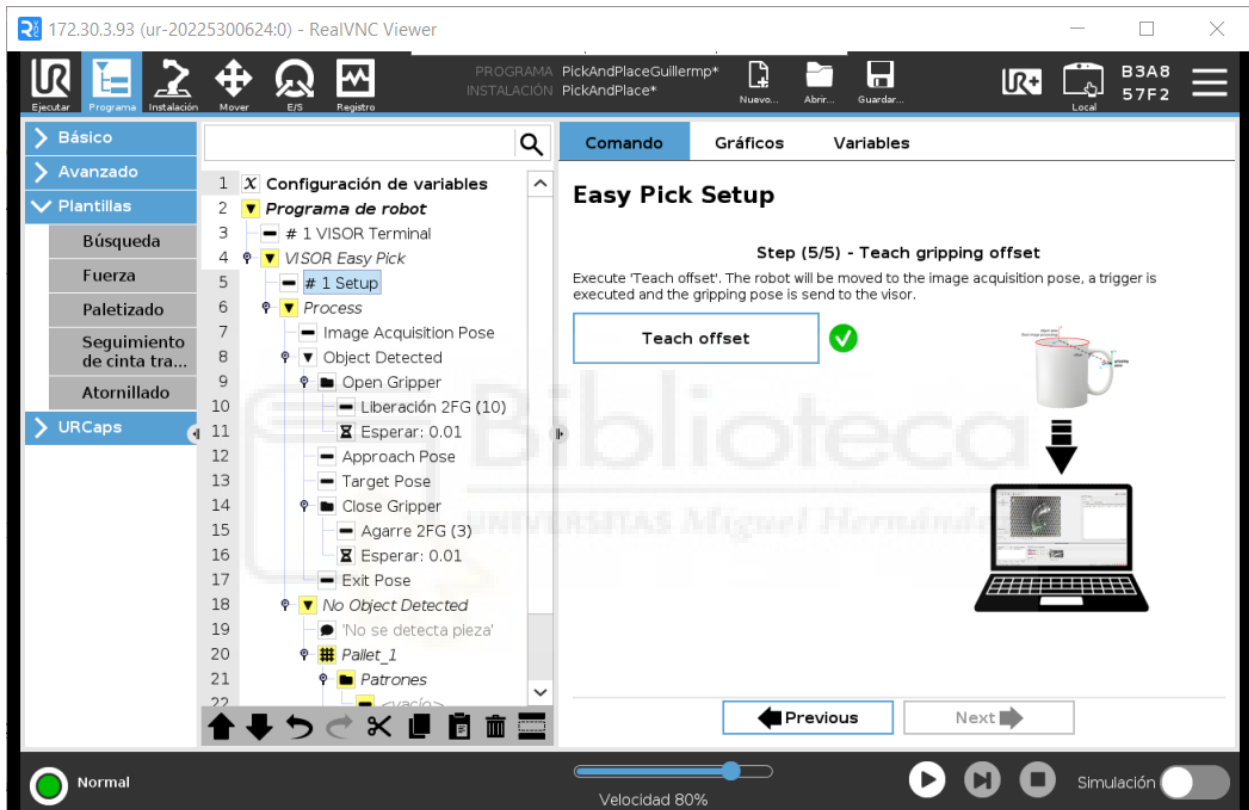 172.30.3.93 (ur-20225300624:0) - RealVNC Viewer
PROGRAMA PickAndPlaceGuillermp*
INSTALACIÓN PickAndPlace*
Ejecutar
Programa
Instalación
Mover
E/S
Registro
Nuevo...
Abrir...
Guardar...
UR+
Local
B3A8
57F2
Básico
Avanzado
Plantillas
Búsqueda
Fuerza
Paletizado
Seguimiento
de cinta tra...
Atornillado
URCaps
1 X Configuración de variables
2 Programa de robot
3 # 1 VISOR Terminal
4 VISOR Easy Pick
5 # 1 Setup
6 Process
7 Image Acquisition Pose
8 Object Detected
9 Open Gripper
10 Liberación 2FG (10)
11 Esperar: 0.01
12 Approach Pose
13 Target Pose
14 Close Gripper
15 Agarre 2FG (3)
16 Esperar: 0.01
17 Exit Pose
18 No Object Detected
19 'No se detecta pieza'
20 Pallet_1
21 Patrones
22 <vacío>
Comando
Gráficos
Variables
Easy Pick Setup
Step (5/5) - Teach gripping offset
Execute 'Teach offset'. The robot will be moved to the image acquisition pose, a trigger is
executed and the gripping pose is send to the visor.
Teach offset
Biblioteca
UNIVERSITAS Miguel Hernández
Previous
Next
Normal
Velocidad 80%
Simulación